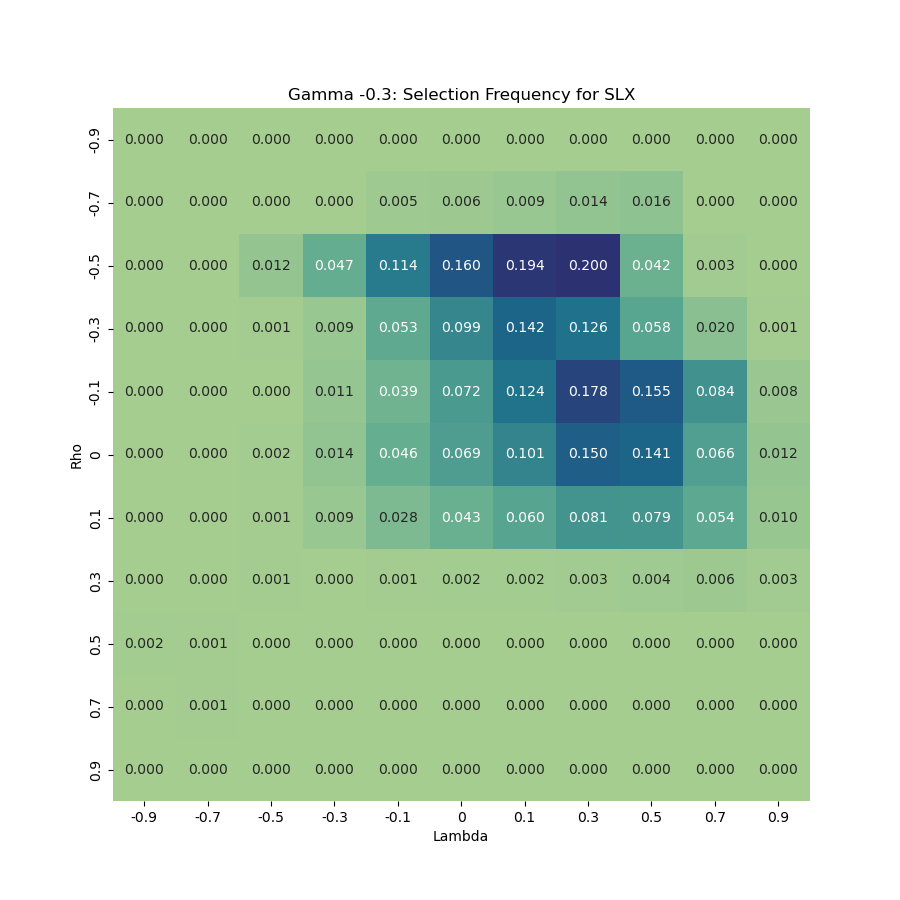 Gamma -0.3: Selection Frequency for SLX
-0.9 0.000 0.000 0.000 0.000 0.000 0.000 0.000 0.000 0.000 0.000 0.000
-0.7 0.000 0.000 0.000 0.000 0.005 0.006 0.009 0.014 0.016 0.000 0.000
-0.5 0.000 0.000 0.012 0.047 0.114 0.160 0.194 0.200 0.042 0.003 0.000
-0.3 0.000 0.000 0.001 0.009 0.053 0.099 0.142 0.126 0.058 0.020 0.001
-0.1 0.000 0.000 0.000 0.011 0.039 0.072 0.124 0.178 0.155 0.084 0.008
Rho
0 0.000 0.000 0.002 0.014 0.046 0.069 0.101 0.150 0.141 0.066 0.012
0.1 0.000 0.000 0.001 0.009 0.028 0.043 0.060 0.081 0.079 0.054 0.010
0.3 0.000 0.000 0.001 0.000 0.001 0.002 0.002 0.003 0.004 0.006 0.003
0.5 0.002 0.001 0.000 0.000 0.000 0.000 0.000 0.000 0.000 0.000 0.000
0.7 0.000 0.001 0.000 0.000 0.000 0.000 0.000 0.000 0.000 0.000 0.000
0.9 0.000 0.000 0.000 0.000 0.000 0.000 0.000 0.000 0.000 0.000 0.000
-0.9 -0.7 -0.5 -0.3 -0.1 0 0.1 0.3 0.5 0.7 0.9
Lambda